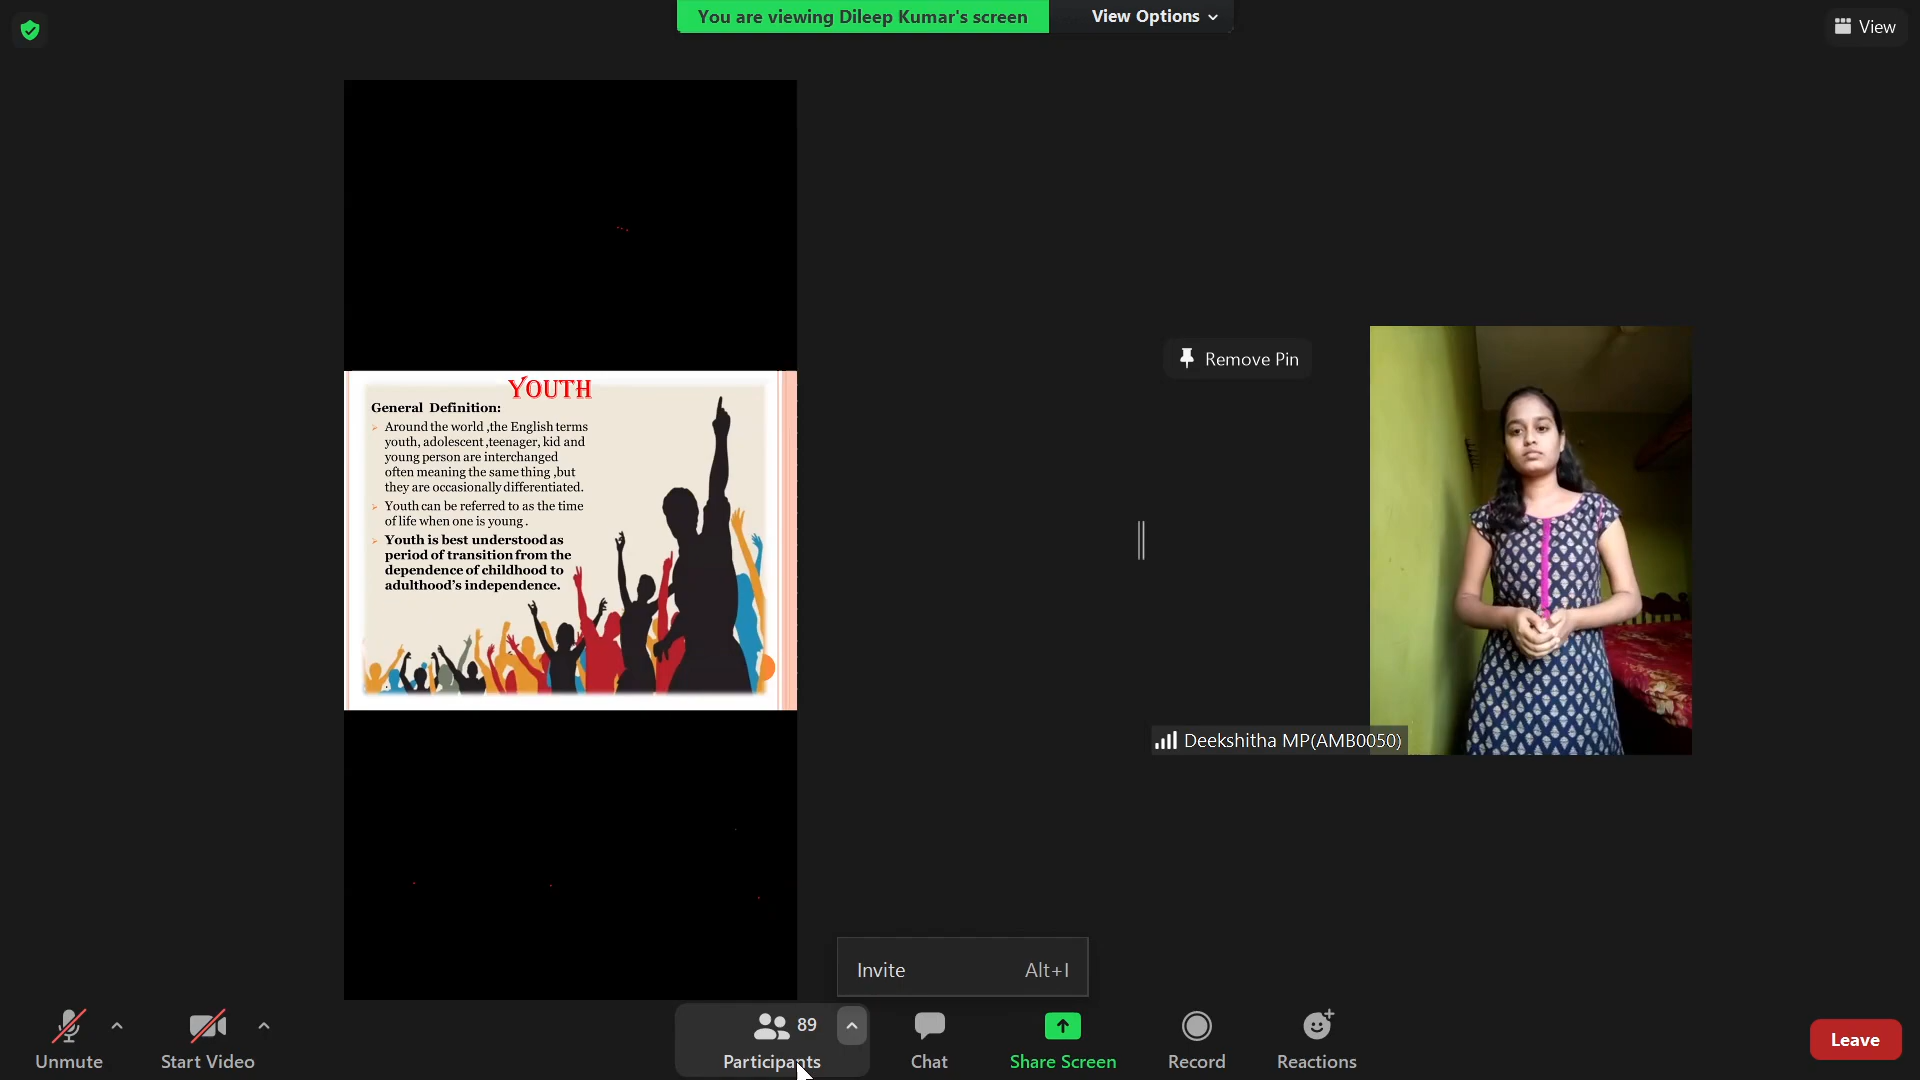 You are viewing Dileep Kumar's screen
View Options
View
YOUTH
General Definition:
Around the world ,the English terms
youth, adolescent ,teenager, kid and
young person are interchanged
often meaning the same thing ,but
they are occasionally differentiated.
Youth can be referred to as the time
of life when one is young .
Youth is best understood as
period of transition from the
dependence of childhood to
adulthood's independence.
Remove Pin
Deekshitha MP(AMB0050)
Invite Alt+I
89
Unmute
Start Video
Participants
Chat
Share Screen
Record
Reactions
Leave